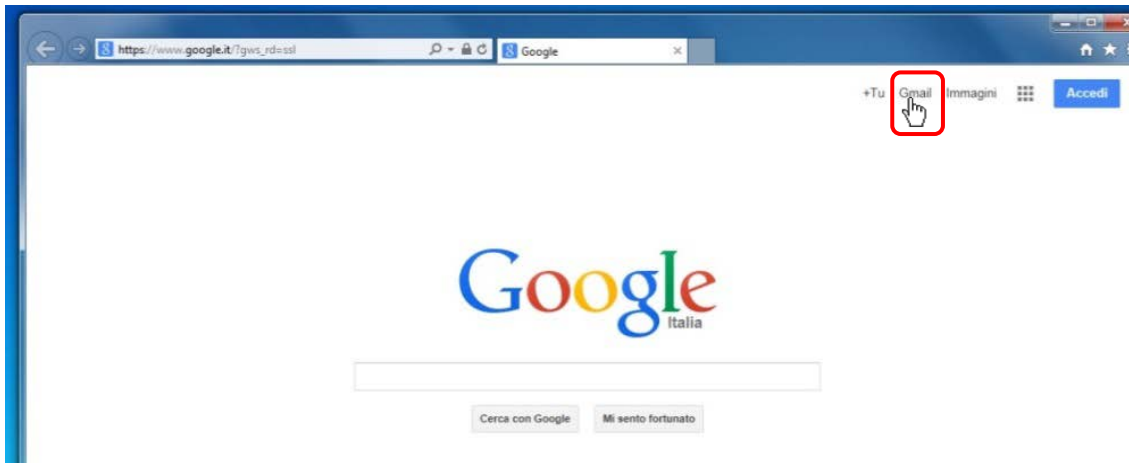 https://www.google.it/?gws_rd=ssl
Google
+Tu Gmail Immagini Accedi
Google
Italia
Cerca con Google Mi sento fortunato